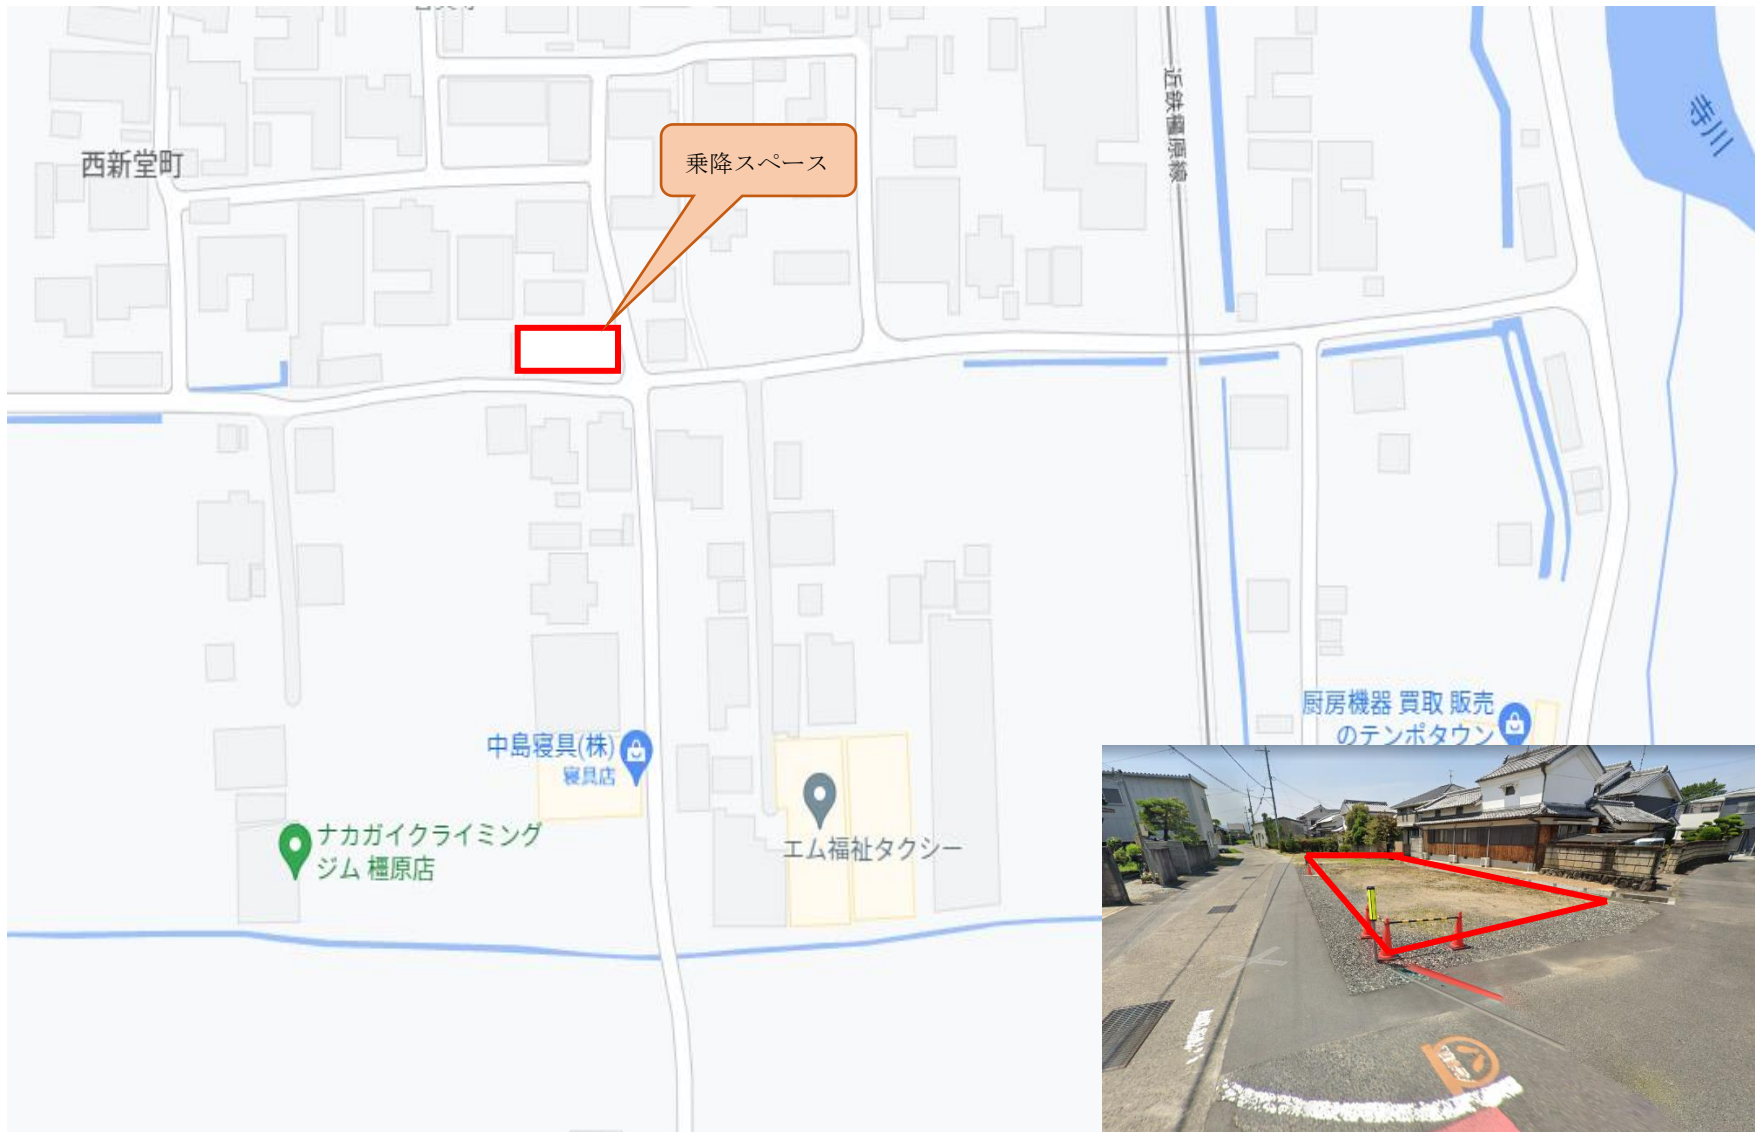 乗降スペース
近鉄橿原線
寺川
西新堂町
厨房機器 買取 販売
のテンポタウン
中島寝具(株)
寝具店
ナカガイクライミング
ジム 橿原店
エム福祉タクシー